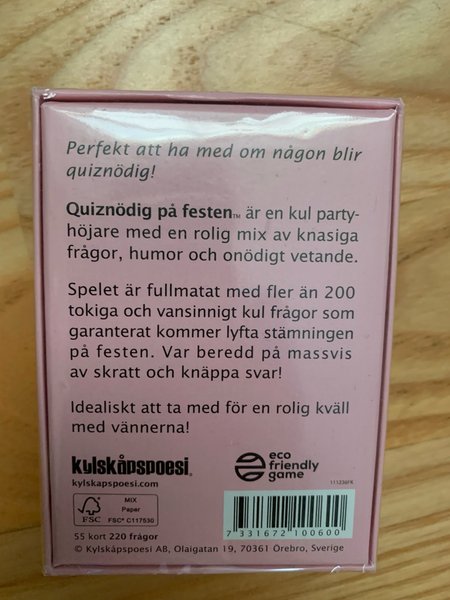 Perfekt att ha med om någon blir
quiznödig!
Quiznödig på festen™ är en kul party-
höjare med en rolig mix av knasiga
frågor, humor och onödigt vetande.
Spelet är fullmatat med fler än 200
tokiga och vansinnigt kul frågor som
garanterat kommer lyfta stämningen
på festen. Var beredd på massvis
av skratt och knäppa svar!
Idealiskt att ta med för en rolig kväll
med vännerna!
kylskåpspoesi®
kylskapspoesi.com
eco
friendly
game
111236FK
FSC
MIX
Paper
FSC® C117530
7 331672 100600
55 kort 220 frågor
© Kylskåpspoesi AB, Olaigatan 19, 70361 Örebro, Sverige